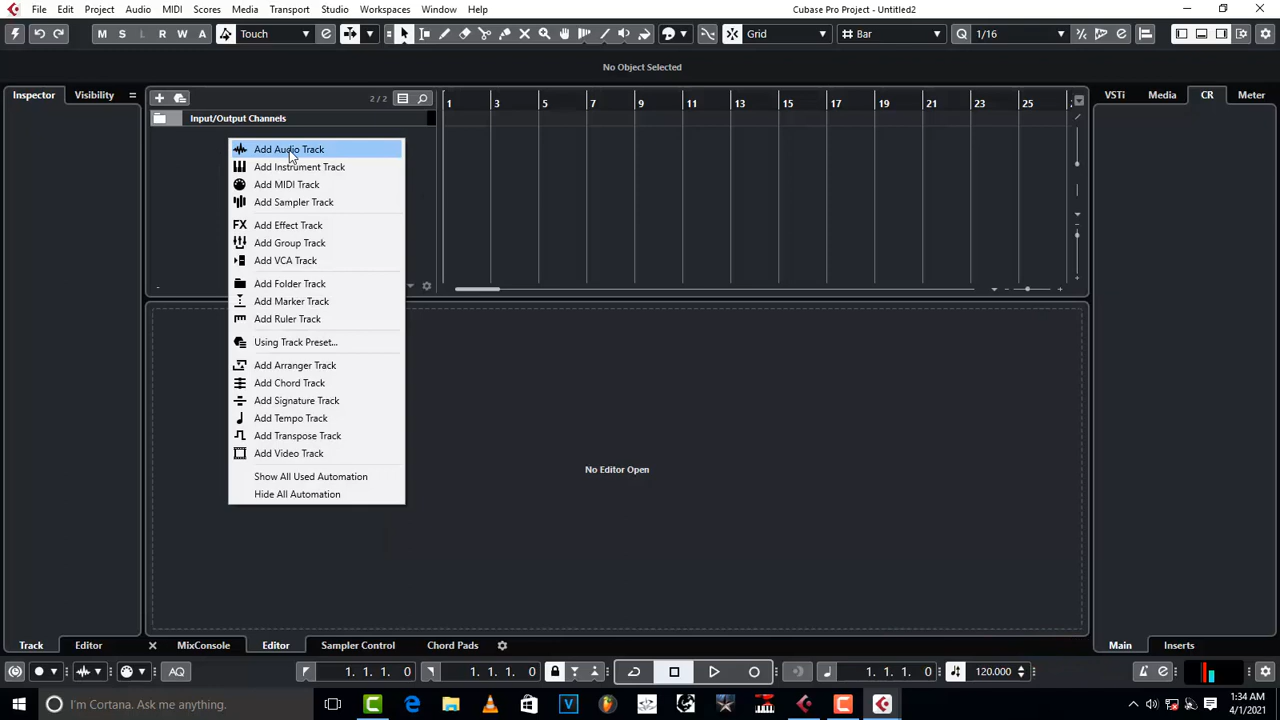 File Edit Project Audio MIDI Scores Media Transport Studio Workspaces Window Help Cubase Pro Project - Untitled2
M S L R W A Touch Grid Bar Q 1/16
No Object Selected
Inspector Visibility 2 / 2 1 3 5 7 9 11 13 15 17 19 21 23 25 VSTi Media CR Meter
Input/Output Channels
Add Audio Track
Add Instrument Track
Add MIDI Track
Add Sampler Track
FX Add Effect Track
Add Group Track
Add VCA Track
Add Folder Track
Add Marker Track
Add Ruler Track
Using Track Preset...
Add Arranger Track
Add Chord Track
Add Signature Track
Add Tempo Track
Add Transpose Track
Add Video Track
Show All Used Automation
Hide All Automation
No Editor Open
Track Editor MixConsole Editor Sampler Control Chord Pads Main Inserts
AQ 1. 1. 1. 0 1. 1. 1. 0 1. 1. 1. 0 120.000
I'm Cortana. Ask me anything. 1:34 AM
4/1/2021